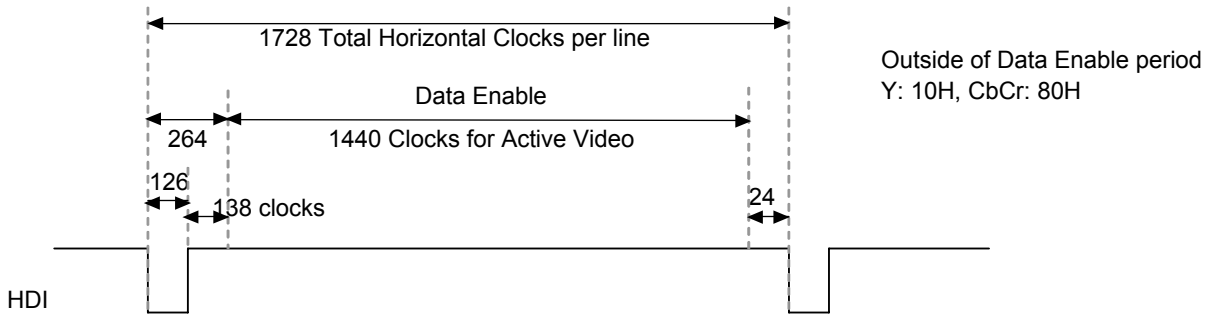 1728 Total Horizontal Clocks per line
Outside of Data Enable period
Y: 10H, CbCr: 80H
Data Enable
264
1440 Clocks for Active Video
126
24
138 clocks
HDI